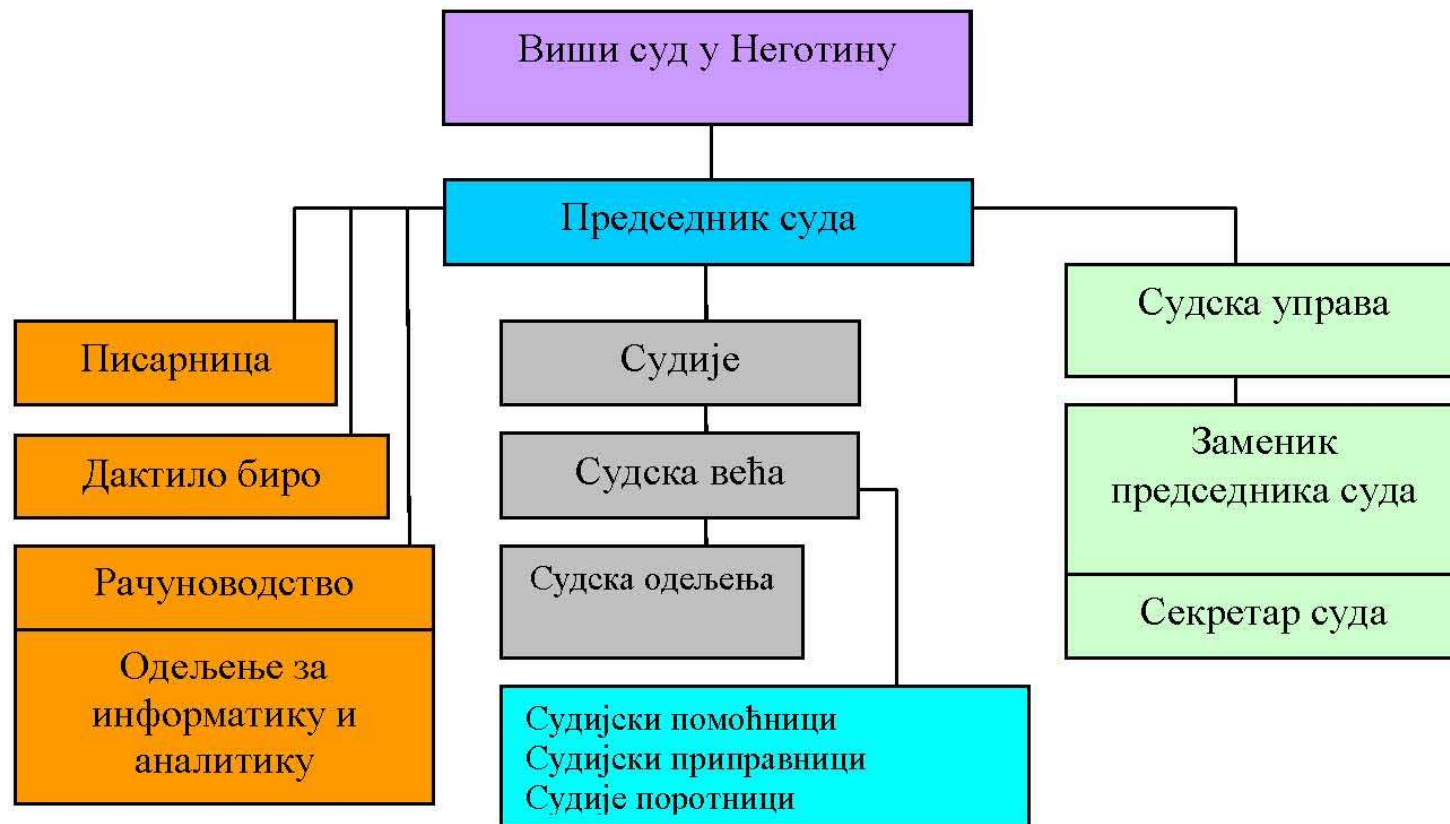 Виши суд у Неготину
Председник суда
Писарница
Дактило биро
Рачуноводство
Одељење за
информатику и
аналитику
Судије
Судска већа
Судска одељења
Судијски помоћници
Судијски приправници
Судије поротници
Судска управа
Заменик
председника суда
Секретар суда